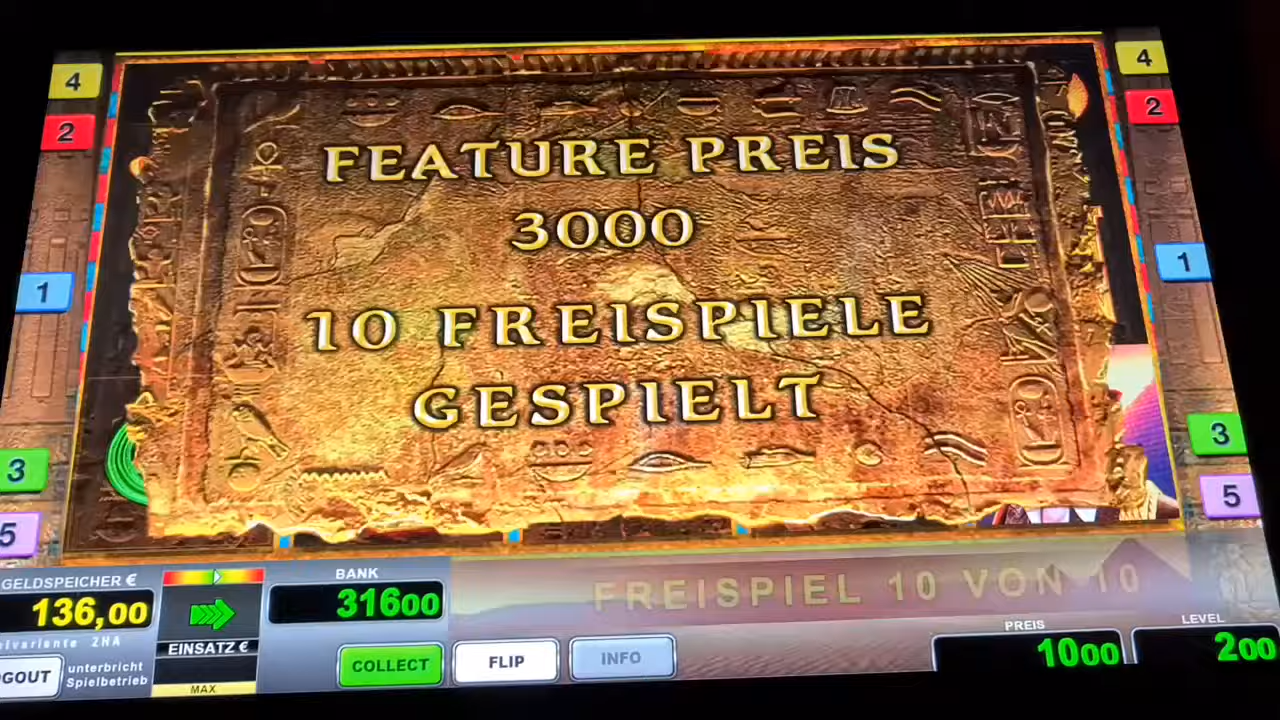 4
4
2
2
FEATURE PREIS
3000
1
1
10 FREISPIELE
GESPIELT
3
3
5
5
GELDSPEICHER €
136,00
2HA
BANK
31600
FREISPIEL 10 VON 10
EINSATZ €
MAX
unterbricht
Spielbetrieb
COLLECT
FLIP
INFO
PREIS
1000
LEVEL
200